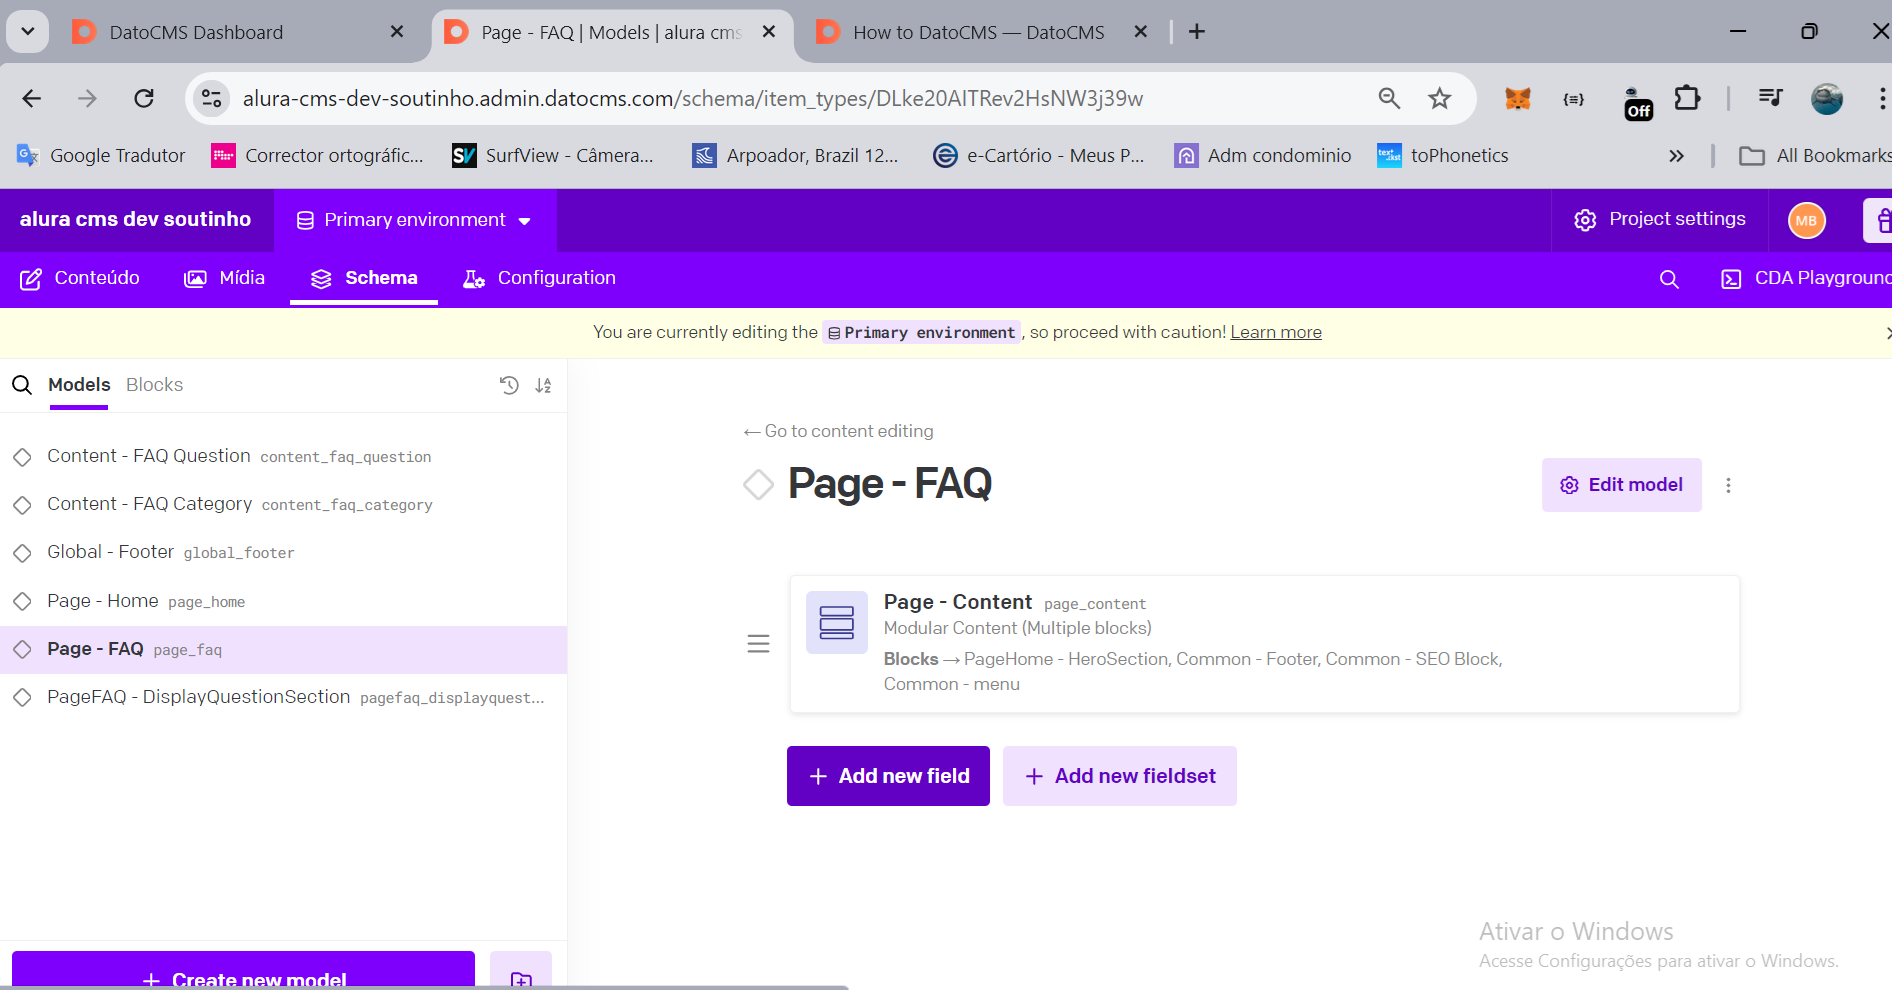 DatoCMS Dashboard
Page - FAQ | Models | alura cms
How to DatoCMS — DatoCMS
alura-cms-dev-soutinho.admin.datocms.com/schema/item_types/DLke20AITRev2HsNW3j39w
Off
Google Tradutor
Corrector ortográfic...
SurfView - Câmera...
Arpoador, Brazil 12...
e-Cartório - Meus P...
Adm condominio
toPhonetics
All Bookmarks
alura cms dev soutinho
Primary environment
Project settings
MB
Conteúdo
Mídia
Schema
Configuration
CDA Playground
You are currently editing the Primary environment, so proceed with caution! Learn more
Models
Blocks
Content - FAQ Question content_faq_question
Content - FAQ Category content_faq_category
Global - Footer global_footer
Page - Home page_home
Page - FAQ page_faq
PageFAQ - DisplayQuestionSection pagefaq_displayquest...
Create new model
←Go to content editing
Page - FAQ
Edit model
Page - Content page_content
Modular Content (Multiple blocks)
Blocks → PageHome - HeroSection, Common - Footer, Common - SEO Block,
Common - menu
+ Add new field
+ Add new fieldset
Ativar o Windows
Acesse Configurações para ativar o Windows.